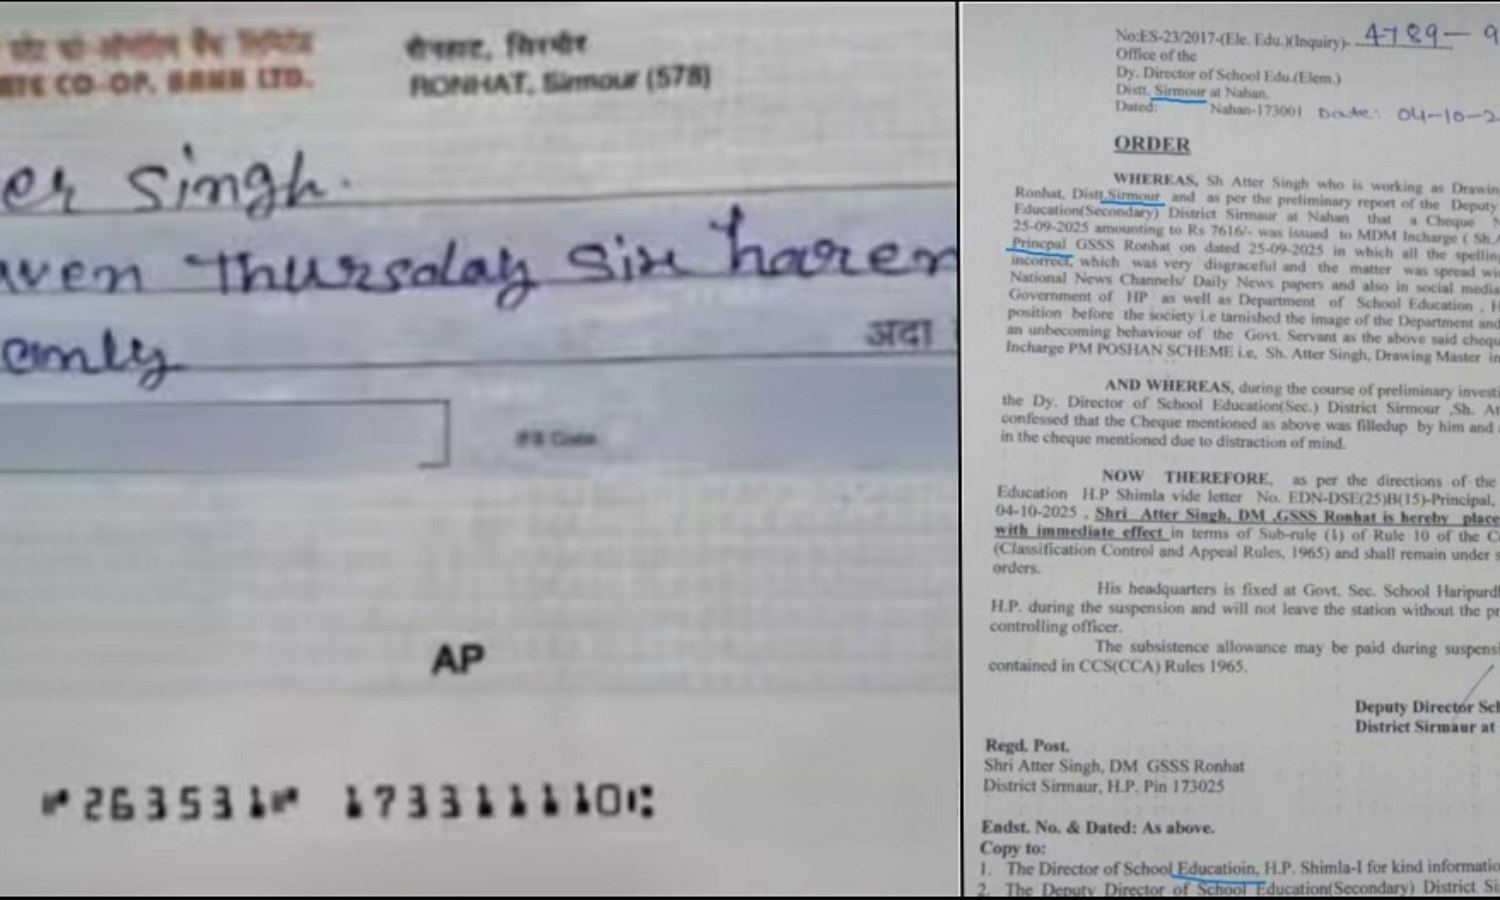 CO-OP. BANK LTD.
रोनहाट, सिरमौर
RONHAT, Sirmour (578)
er Singh.
aven Thursday Six haren
omly
अदा
IFS Code
AP
263531 173311110
No:ES-23/2017-(Ele. Edu.)(Inquiry)- 4789- 9
Office of the
Dy. Director of School Edu.(Elem.)
Distt. Sirmour at Nahan.
Dated: Nahan-173001 Date: 04-10-2
ORDER
WHEREAS, Sh Atter Singh who is working as Drawing
Ronhat, Distt.Sirmour and as per the preliminary report of the Deputy
Education(Secondary) District Sirmaur at Nahan that a Cheque N
25-09-2025 amounting to Rs 7616/- was issued to MDM Incharge ( Sh.A
Princpal GSSS Ronhat on dated 25-09-2025 in which all the spelling
incorrect, which was very disgraceful and the matter was spread wi
National News Channels/ Daily News papers and also in social media
Government of HP as well as Department of School Education , H
position before the society i.e tarnished the image of the Department and
an unbecoming behaviour of the Govt. Servant as the above said chequ
Incharge PM POSHAN SCHEME i.e, Sh. Atter Singh, Drawing Master in
AND WHEREAS, during the course of preliminary investi
the Dy. Director of School Education(Sec.) District Sirmour ,Sh. At
confessed that the Cheque mentioned as above was filledup by him and
in the cheque mentioned due to distraction of mind.
NOW THEREFORE, as per the directions of the
Education H.P Shimla vide letter No. EDN-DSE(25)B(15)-Principal,
04-10-2025 , Shri Atter Singh, DM ,GSSS Ronhat is hereby place
with immediate effect in terms of Sub-rule (1) of Rule 10 of the C
(Classification Control and Appeal Rules, 1965) and shall remain under s
orders.
His headquarters is fixed at Govt. Sec. School Haripurd
H.P. during the suspension and will not leave the station without the pr
controlling officer.
The subsistence allowance may be paid during suspensi
contained in CCS(CCA) Rules 1965.
Deputy Director Sch
District Sirmaur at
Regd. Post.
Shri Atter Singh, DM GSSS Ronhat
District Sirmaur, H.P. Pin 173025
Endst. No. & Dated: As above.
Copy to:
1. The Director of School Educatioin, H.P. Shimla-I for kind informatio
2. The Deputy Director of School Education(Secondary) District Si